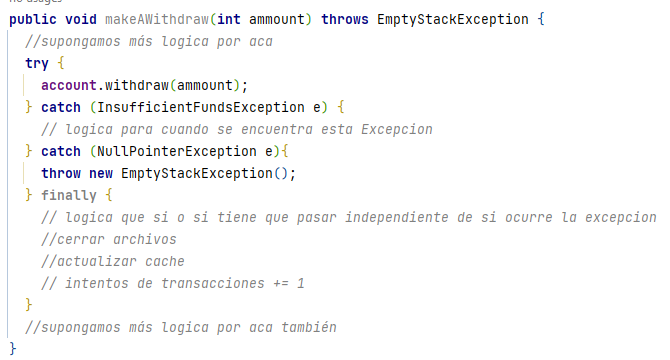 no usages
public void makeAWithdraw(int ammount) throws EmptyStackException {
//supongamos más logica por aca
try {
account.withdraw(ammount);
} catch (InsufficientFundsException e) {
// logica para cuando se encuentra esta Excepcion
} catch (NullPointerException e){
throw new EmptyStackException();
} finally {
// logica que si o si tiene que pasar independiente de si ocurre la excepcion
//cerrar archivos
//actualizar cache
// intentos de transacciones += 1
}
//supongamos más logica por aca también
}